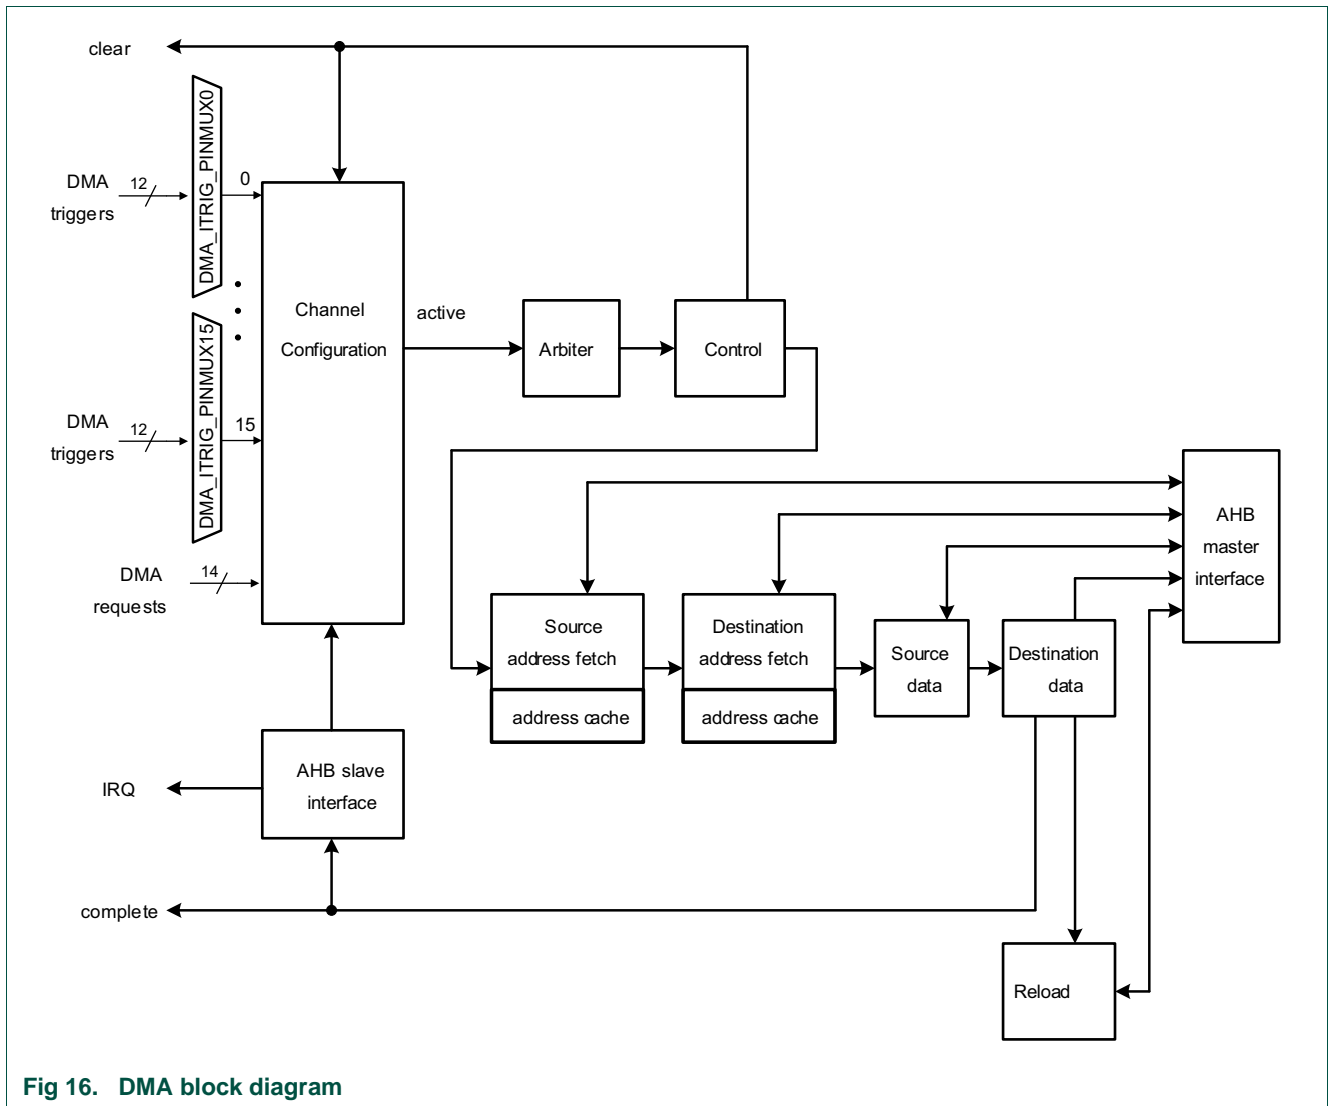 clear
DMA_ITRIG_PINMUX0
DMA
triggers
12
0
Channel
Configuration
active
Arbiter
Control
DMA_ITRIG_PINMUX15
DMA
triggers
12
15
DMA
requests
14
AHB
master
interface
Source
address fetch
address cache
Destination
address fetch
address cache
Source
data
Destination
data
AHB slave
interface
IRQ
complete
Reload
Fig 16. DMA block diagram